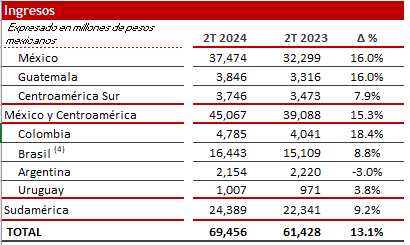 Ingresos
Expresado en millones de pesos mexicanos 2T 2024 2T 2023 Δ %
México 37,474 32,299 16.0%
Guatemala 3,846 3,316 16.0%
Centroamérica Sur 3,746 3,473 7.9%
México y Centroamérica 45,067 39,088 15.3%
Colombia 4,785 4,041 18.4%
Brasil (4) 16,443 15,109 8.8%
Argentina 2,154 2,220 -3.0%
Uruguay 1,007 971 3.8%
Sudamérica 24,389 22,341 9.2%
TOTAL 69,456 61,428 13.1%